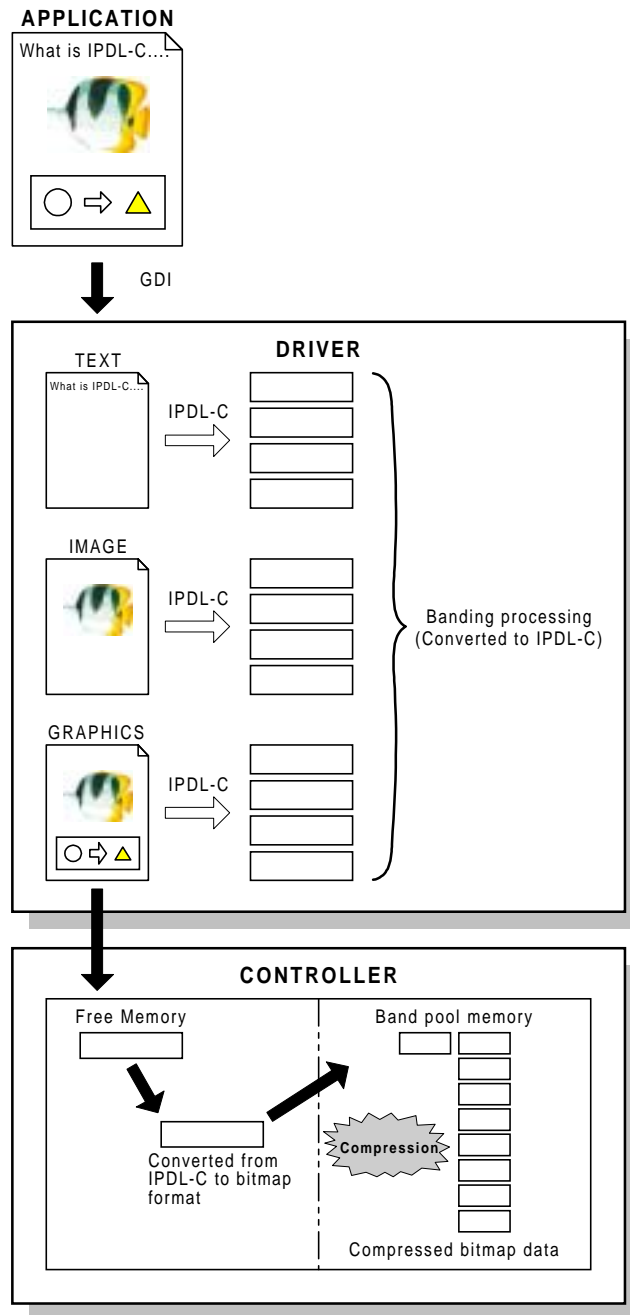 APPLICATION
What is IPDL-C....
GDI
DRIVER
TEXT
What is IPDL-C....
IPDL-C
IMAGE
IPDL-C
Banding processing
(Converted to IPDL-C)
GRAPHICS
IPDL-C
CONTROLLER
Free Memory
Band pool memory
Converted from
IPDL-C to bitmap
format
Compression
Compressed bitmap data